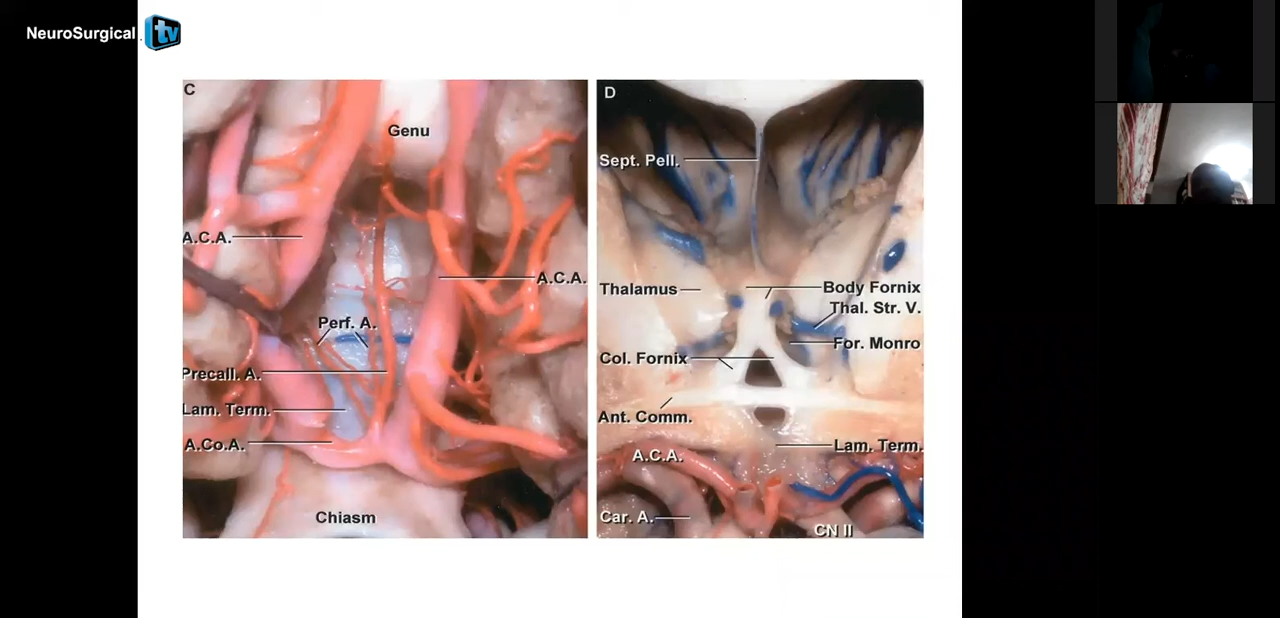 NeuroSurgical tv
C
Genu
A.C.A.
A.C.A.
Perf. A.
Precall. A.
Lam. Term.
A.Co.A.
Chiasm
D
Sept. Pell.
Thalamus
Body Fornix
Thal. Str. V.
For. Monro
Col. Fornix
Ant. Comm.
Lam. Term.
A.C.A.
Car. A.
CN II